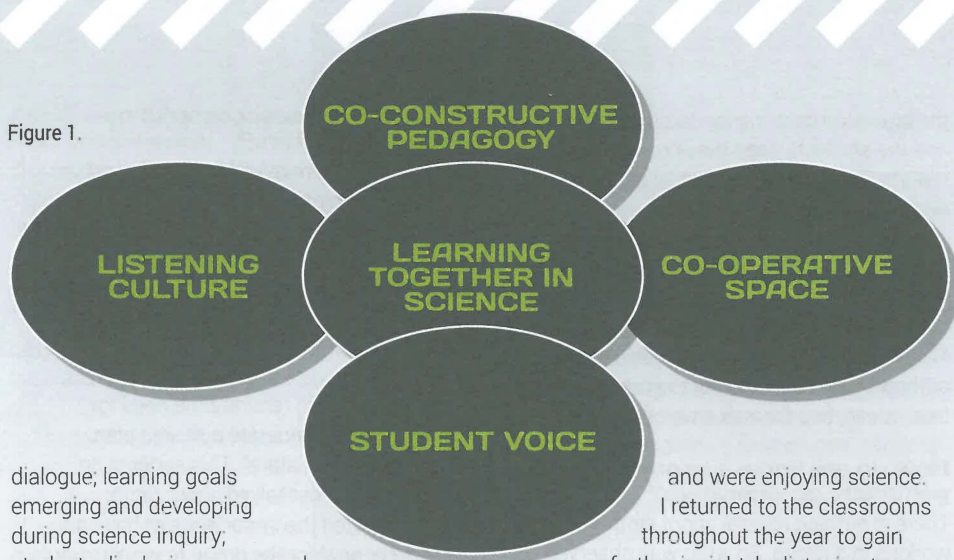 Figure 1.
CO-CONSTRUCTIVE
PEDAGOGY
LISTENING
CULTURE
LEARNING
TOGETHER IN
SCIENCE
CO-OPERATIVE
SPACE
STUDENT VOICE
dialogue; learning goals
emerging and developing
during science inquiry;
and were enjoying science.
I returned to the classrooms
throughout the year to gain